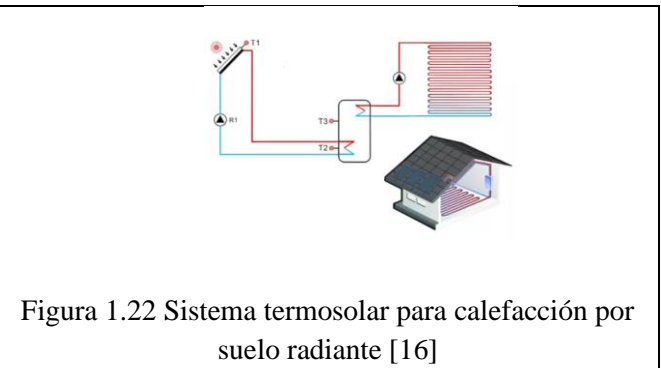 T1
R1
T3
T2
Figura 1.22 Sistema termosolar para calefacción por
suelo radiante [16]